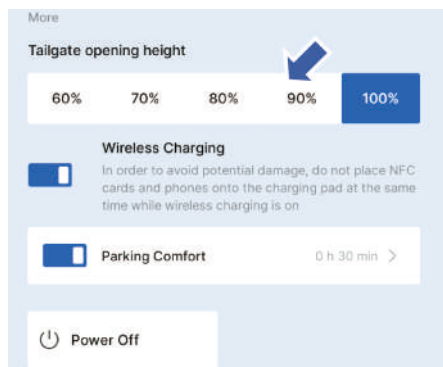 More
Tailgate opening height
60% 70% 80% 90% 100%
Wireless Charging
In order to avoid potential damage, do not place NFC
cards and phones onto the charging pad at the same
time while wireless charging is on
Parking Comfort 0 h 30 min
Power Off